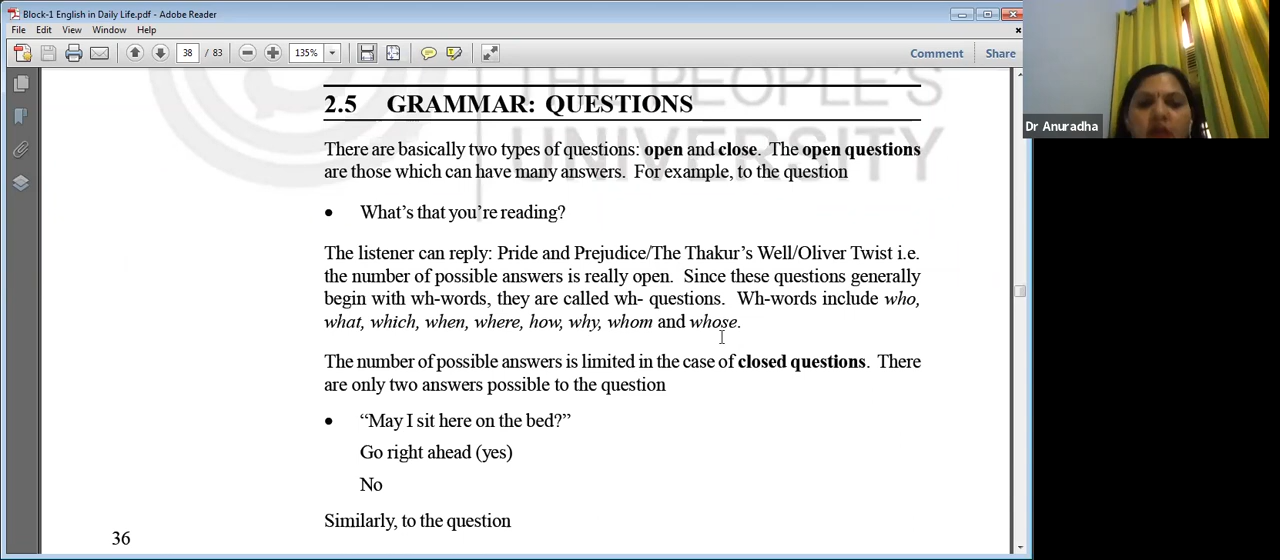 Block-1 English in Daily Life.pdf - Adobe Reader
File Edit View Window Help
38 / 83 135% Comment Share
THE PEOPLE'S
UNIVERSITY
2.5 GRAMMAR: QUESTIONS
There are basically two types of questions: open and close. The open questions
are those which can have many answers. For example, to the question
• What's that you're reading?
The listener can reply: Pride and Prejudice/The Thakur's Well/Oliver Twist i.e.
the number of possible answers is really open. Since these questions generally
begin with wh-words, they are called wh- questions. Wh-words include who,
what, which, when, where, how, why, whom and whose.
The number of possible answers is limited in the case of closed questions. There
are only two answers possible to the question
• “May I sit here on the bed?”
Go right ahead (yes)
No
Similarly, to the question
36
Dr Anuradha